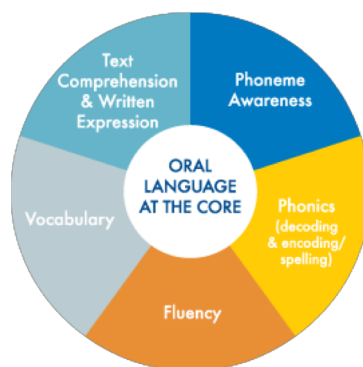 Text
Comprehension
& Written
Expression
Phoneme
Awareness
ORAL
LANGUAGE
AT THE CORE
Vocabulary
Phonics
(decoding
& encoding/
spelling)
Fluency